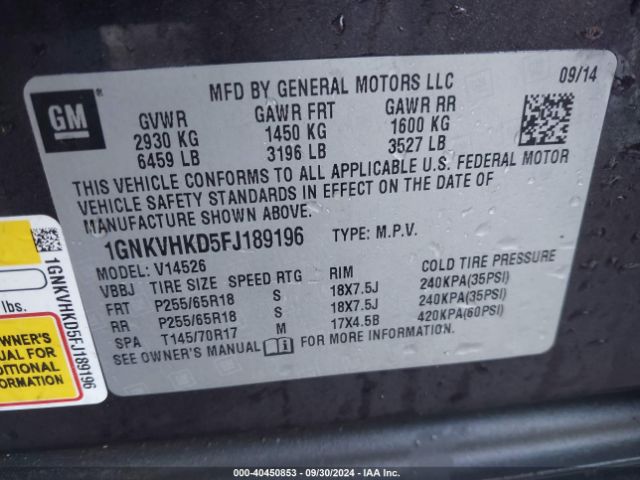 GM
MFD BY GENERAL MOTORS LLC
09/14
GVWR GAWR FRT GAWR RR
2930 KG 1450 KG 1600 KG
6459 LB 3196 LB 3527 LB
THIS VEHICLE CONFORMS TO ALL APPLICABLE U.S. FEDERAL MOTOR
VEHICLE SAFETY STANDARDS IN EFFECT ON THE DATE OF
MANUFACTURE SHOWN ABOVE.
1GNKVHKD5FJ189196 TYPE: M.P.V.
MODEL: V14526
VBBJ TIRE SIZE SPEED RTG RIM COLD TIRE PRESSURE
FRT P255/65R18 S 18X7.5J 240KPA(35PSI)
RR P255/65R18 S 18X7.5J 240KPA(35PSI)
SPA T145/70R17 M 17X4.5B 420KPA(60PSI)
SEE OWNER'S MANUAL FOR MORE INFORMATION.
lbs.
OWNER'S
UAL FOR
DITIONAL
ORMATION
1GNKVHKD5FJ189196
000-40450853 - 09/30/2024 - IAA Inc.